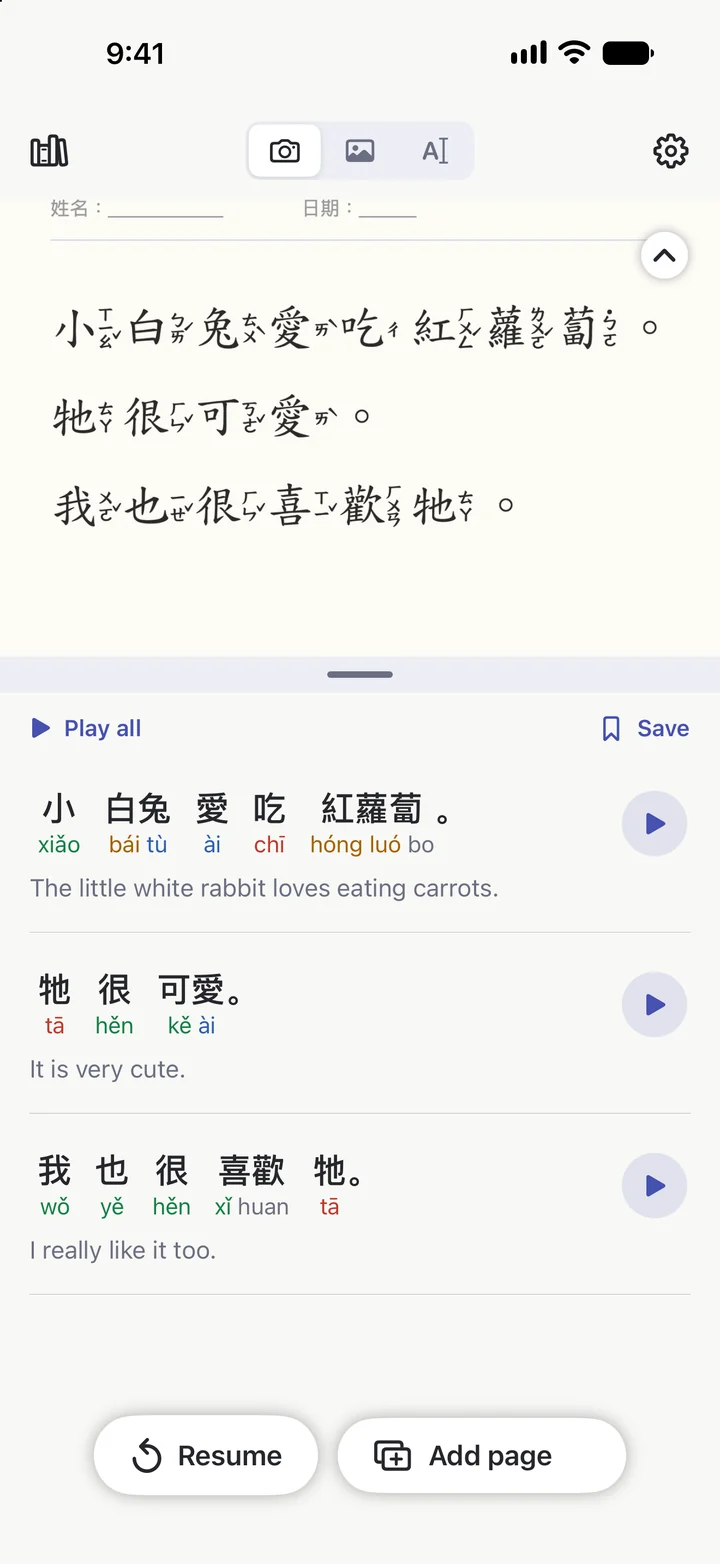 9:41
AI
姓名：__________ 日期：_____
小ㄒㄧㄠˇ白ㄅㄞˊ兔ㄊㄨˋ愛ㄞˋ吃ㄔ紅ㄏㄨㄥˊ蘿ㄌㄨㄛˊ蔔˙ㄅㄛ。
牠ㄊㄚ很ㄏㄣˇ可ㄎㄜˇ愛ㄞˋ。
我ㄨㄛˇ也ㄧㄝˇ很ㄏㄣˇ喜ㄒㄧˇ歡ㄏㄨㄢ牠ㄊㄚ。
Play all Save
小 白兔 愛 吃 紅蘿蔔。
xiǎo bái tù ài chī hóng luó bo
The little white rabbit loves eating carrots.
牠 很 可愛。
tā hěn kě ài
It is very cute.
我 也 很 喜歡 牠。
wǒ yě hěn xǐ huan tā
I really like it too.
Resume Add page